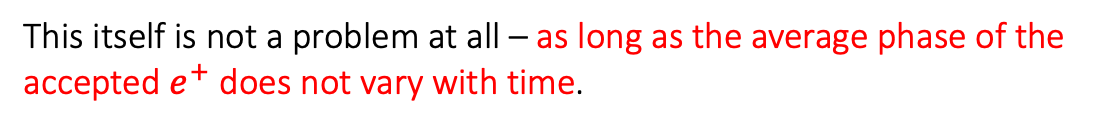 This itself is not a problem at all – as long as the average phase of the
accepted e⁺ does not vary with time.